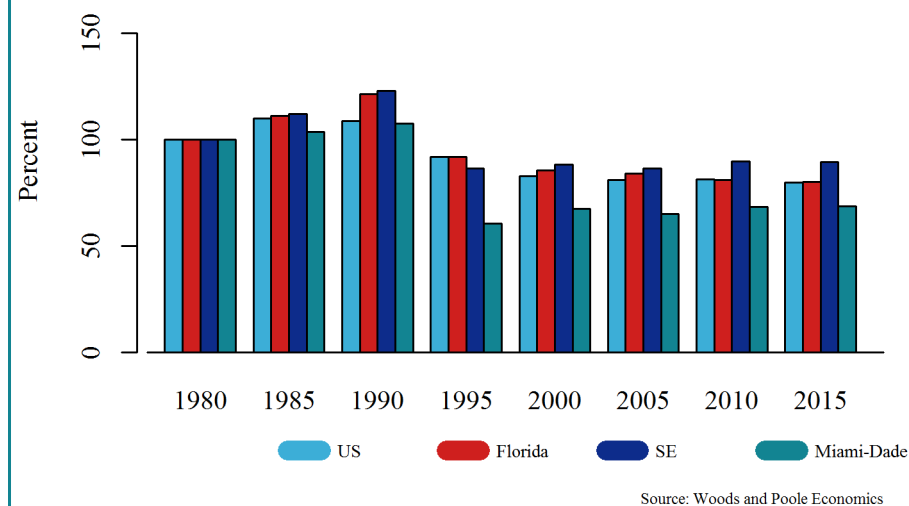 150
100
50
0
Percent
1980 1985 1990 1995 2000 2005 2010 2015
US Florida SE Miami-Dade
Source: Woods and Poole Economics